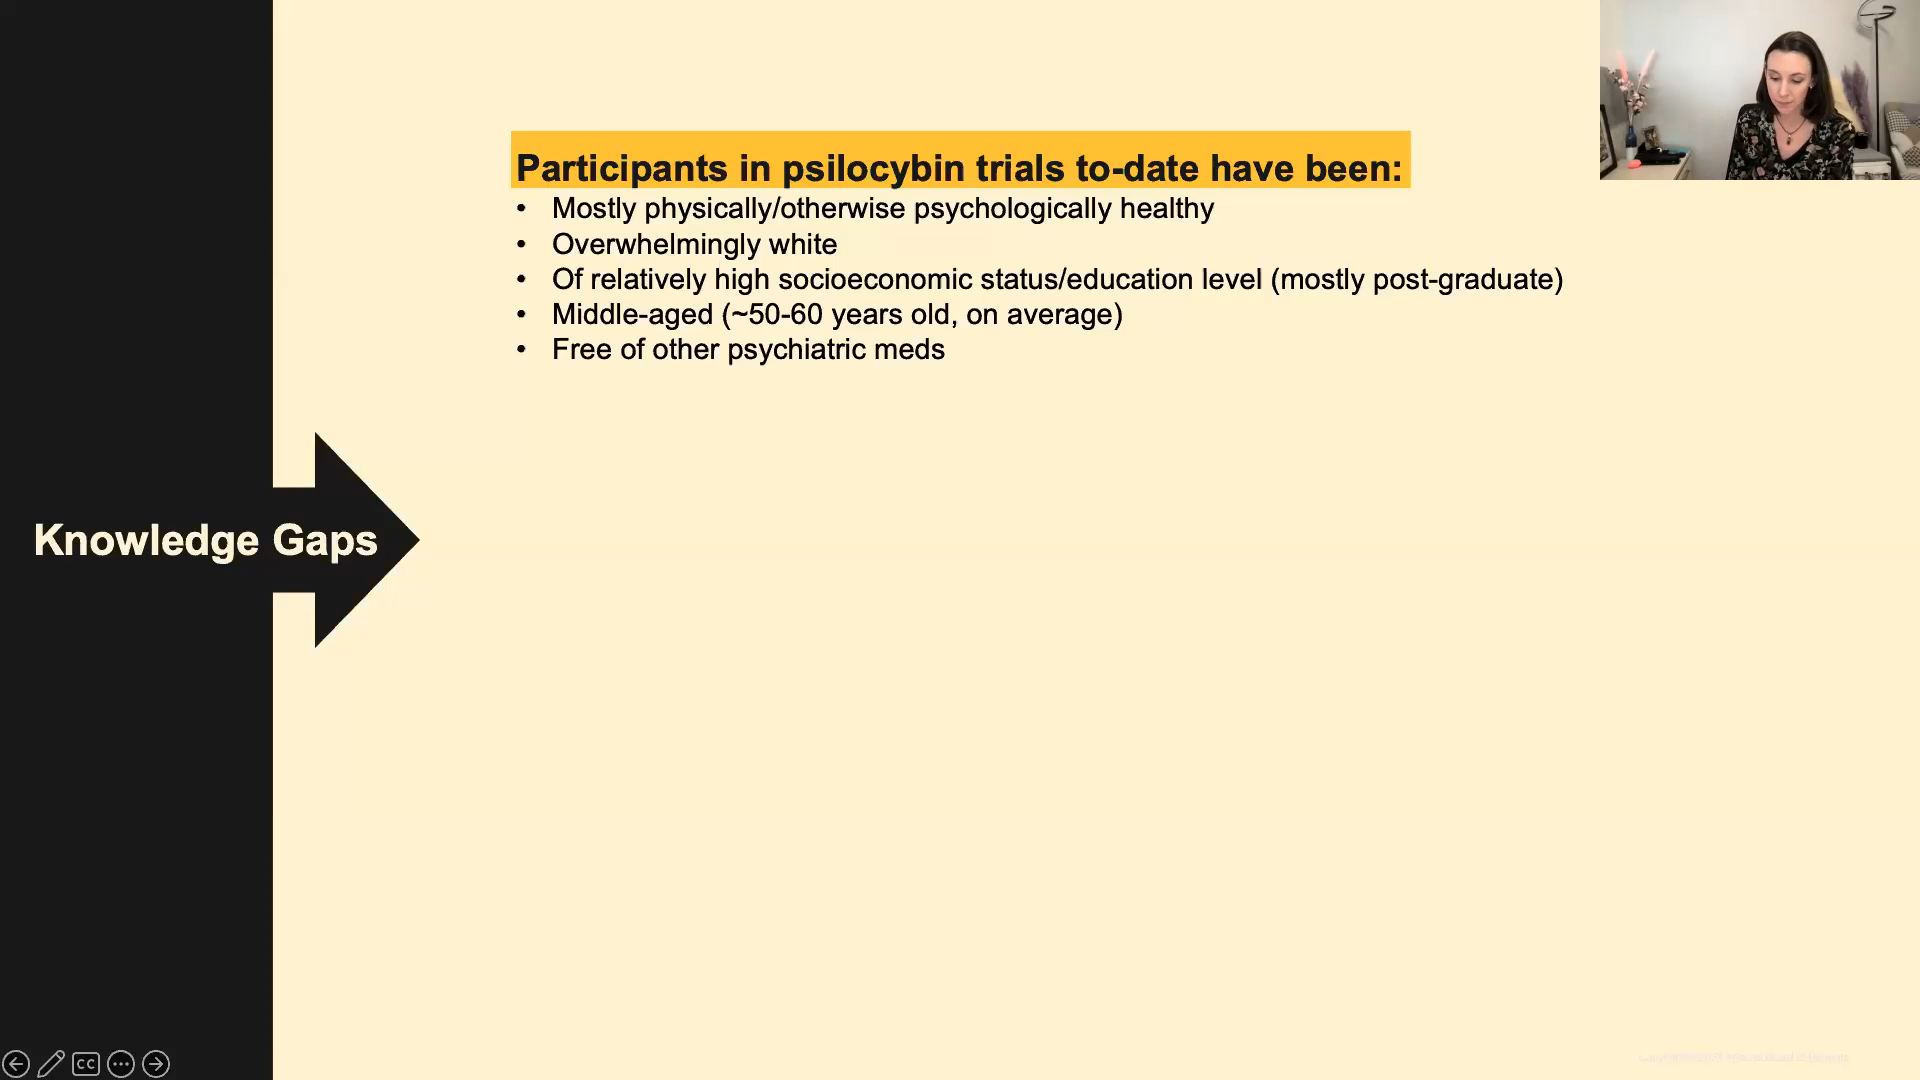 Participants in psilocybin trials to-date have been:
• Mostly physically/otherwise psychologically healthy
• Overwhelmingly white
• Of relatively high socioeconomic status/education level (mostly post-graduate)
• Middle-aged (~50-60 years old, on average)
• Free of other psychiatric meds
Knowledge Gaps
CC